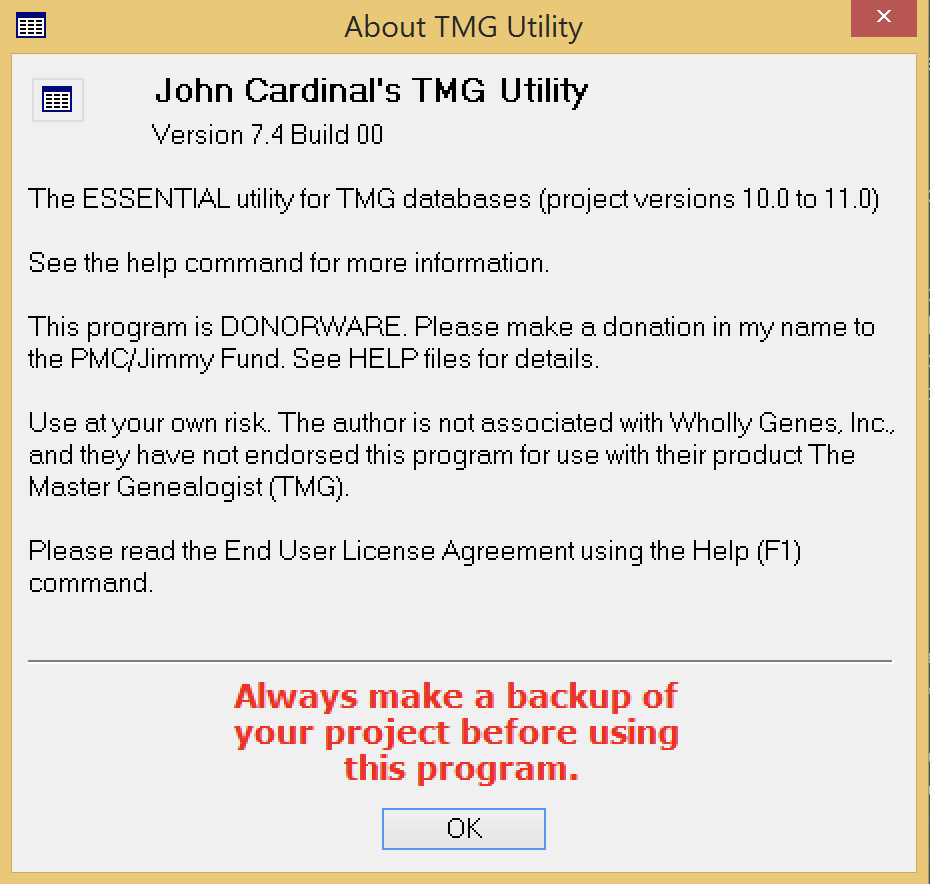 About TMG Utility
John Cardinal's TMG Utility
Version 7.4 Build 00
The ESSENTIAL utility for TMG databases (project versions 10.0 to 11.0)
See the help command for more information.
This program is DONORWARE. Please make a donation in my name to
the PMC/Jimmy Fund. See HELP files for details.
Use at your own risk. The author is not associated with Wholly Genes, Inc.,
and they have not endorsed this program for use with their product The
Master Genealogist (TMG).
Please read the End User License Agreement using the Help (F1)
command.
Always make a backup of
your project before using
this program.
OK